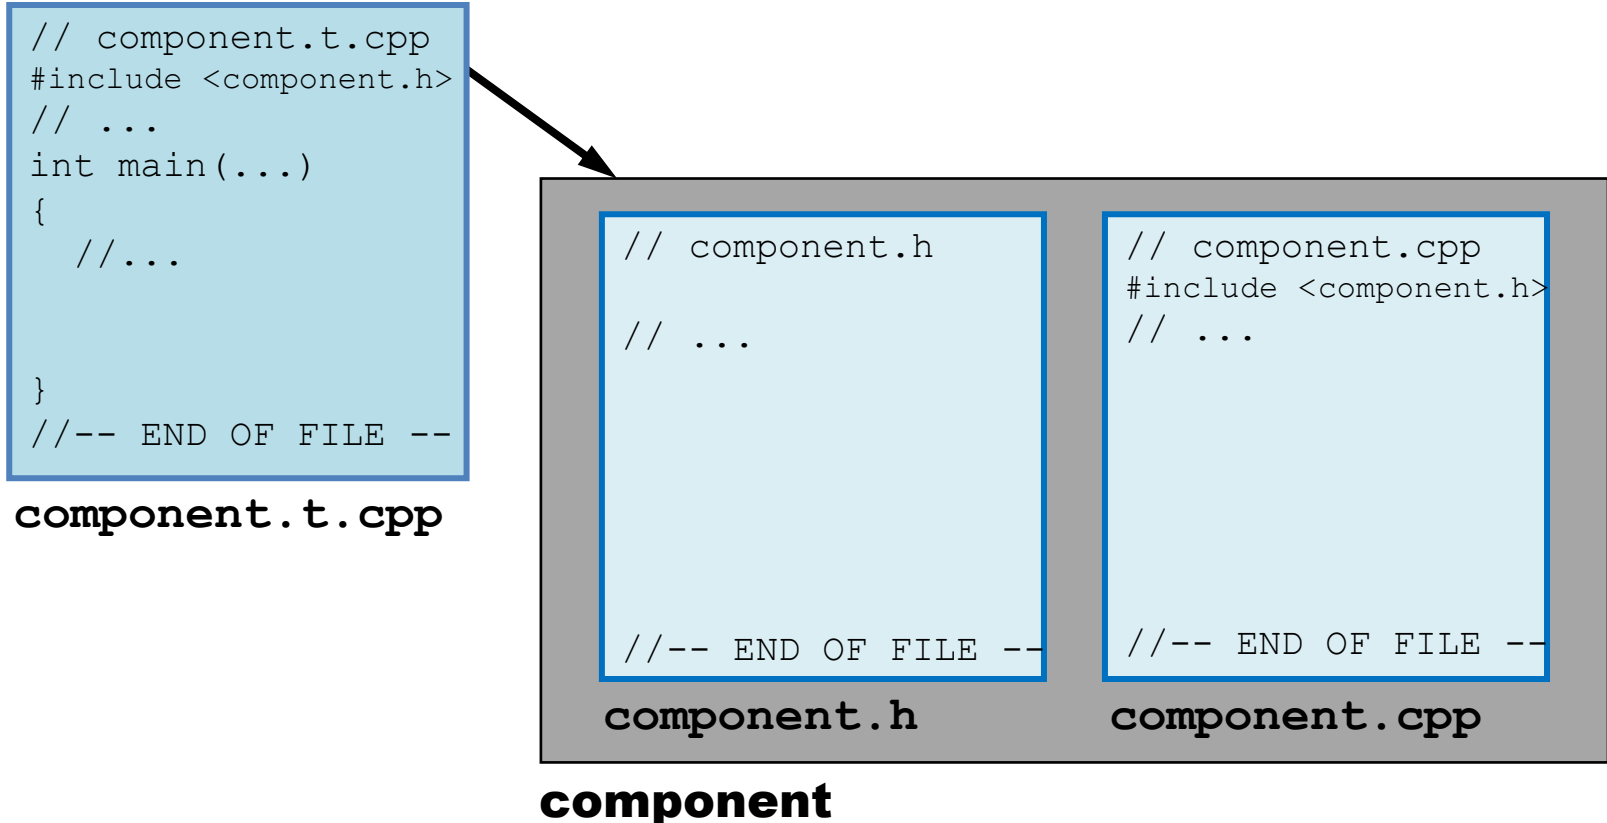 // component.t.cpp
#include <component.h>
// ...
int main(...)
{
//...
}
//-- END OF FILE --
component.t.cpp
// component.h
// ...
//-- END OF FILE --
component.h
// component.cpp
#include <component.h>
// ...
//-- END OF FILE --
component.cpp
component